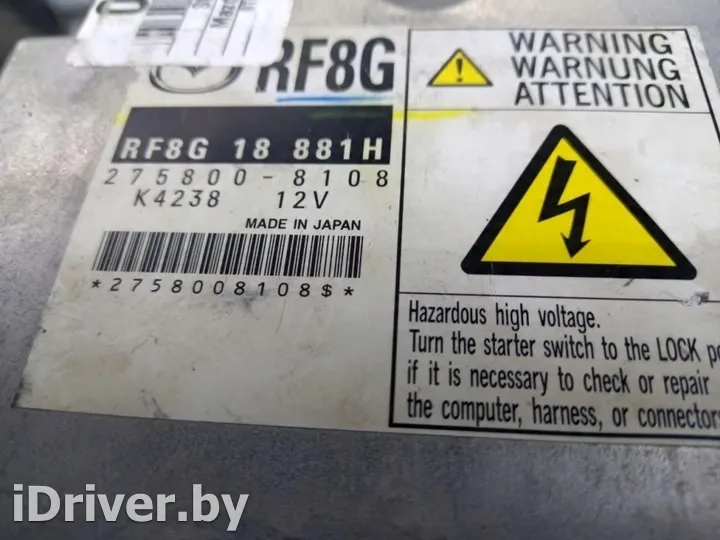 RF8G
RF8G 18 881H
275800-8108
K4238 12V
MADE IN JAPAN
*2758008108$*
WARNING
WARNUNG
ATTENTION
Hazardous high voltage.
Turn the starter switch to the LOCK
if it is necessary to check or repair
the computer, harness, or connectors
iDriver.by